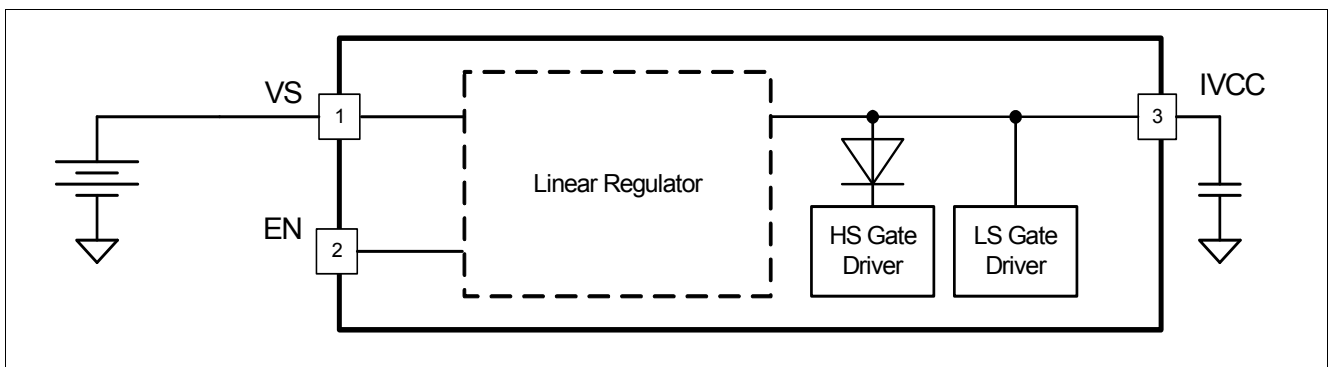 VS
1
EN
2
Linear Regulator
HS Gate
Driver
LS Gate
Driver
IVCC
3